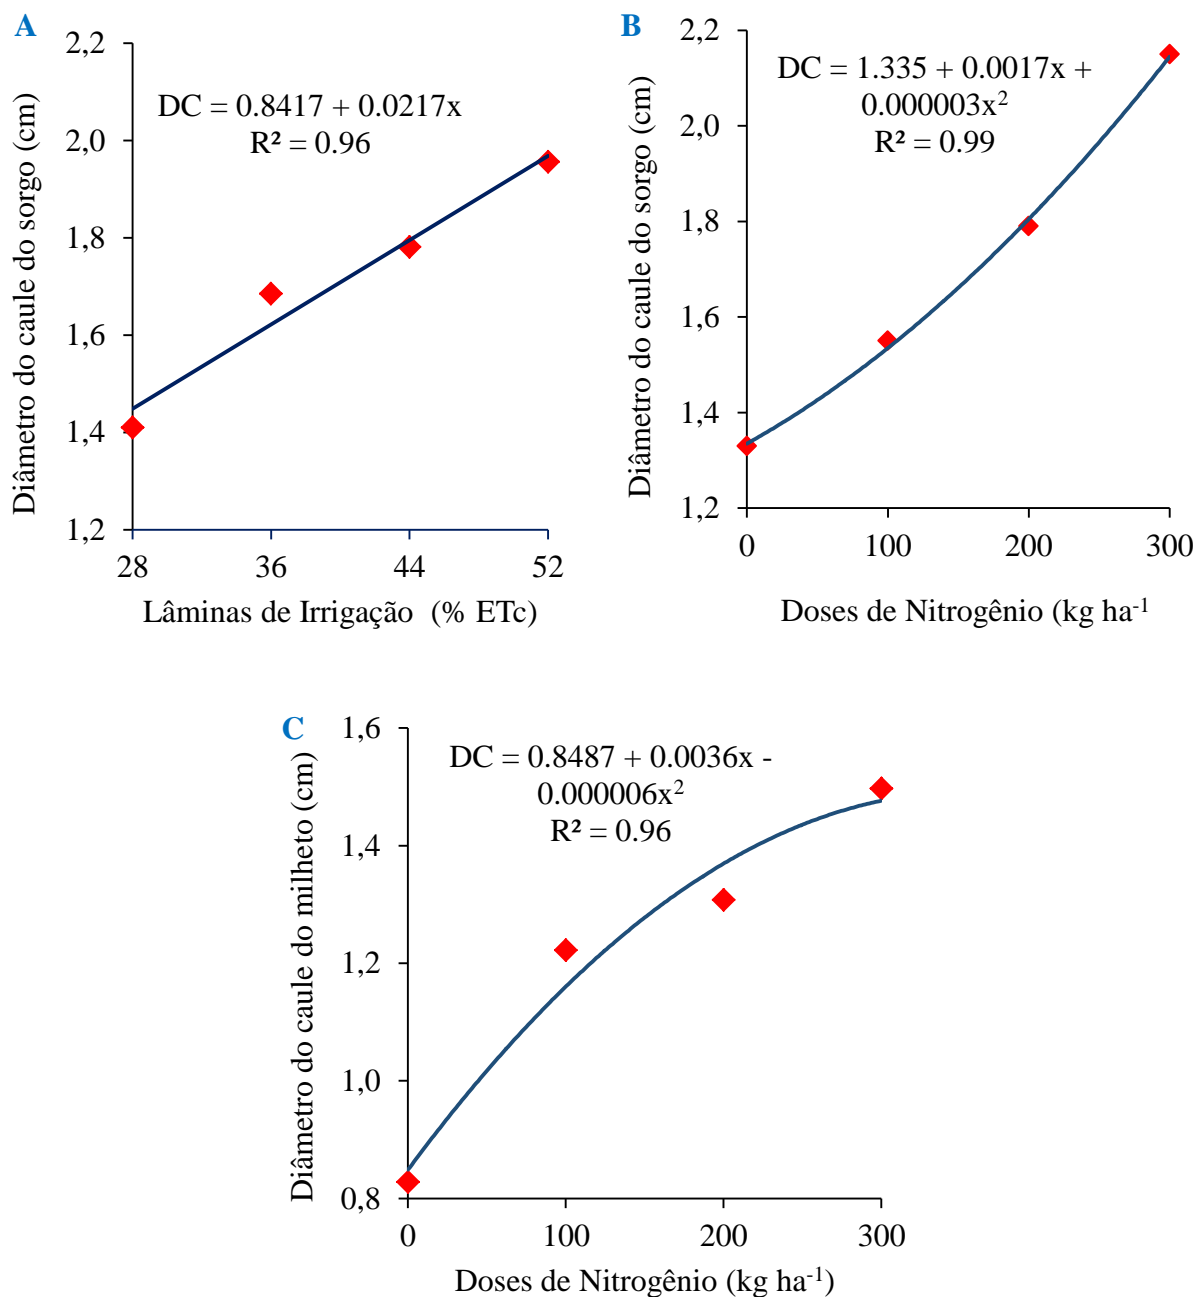 A
Diâmetro do caule do sorgo (cm)
2,2
2,0
1,8
1,6
1,4
1,2
DC = 0.8417 + 0.0217x
R² = 0.96
28 36 44 52
Lâminas de Irrigação (% ETc)
B
Diâmetro do caule do sorgo (cm)
2,2
2,0
1,8
1,6
1,4
1,2
DC = 1.335 + 0.0017x +
0.000003x²
R² = 0.99
0 100 200 300
Doses de Nitrogênio (kg ha⁻¹
C
Diâmetro do caule do milheto (cm)
1,6
1,4
1,2
1,0
0,8
DC = 0.8487 + 0.0036x -
0.000006x²
R² = 0.96
0 100 200 300
Doses de Nitrogênio (kg ha⁻¹)